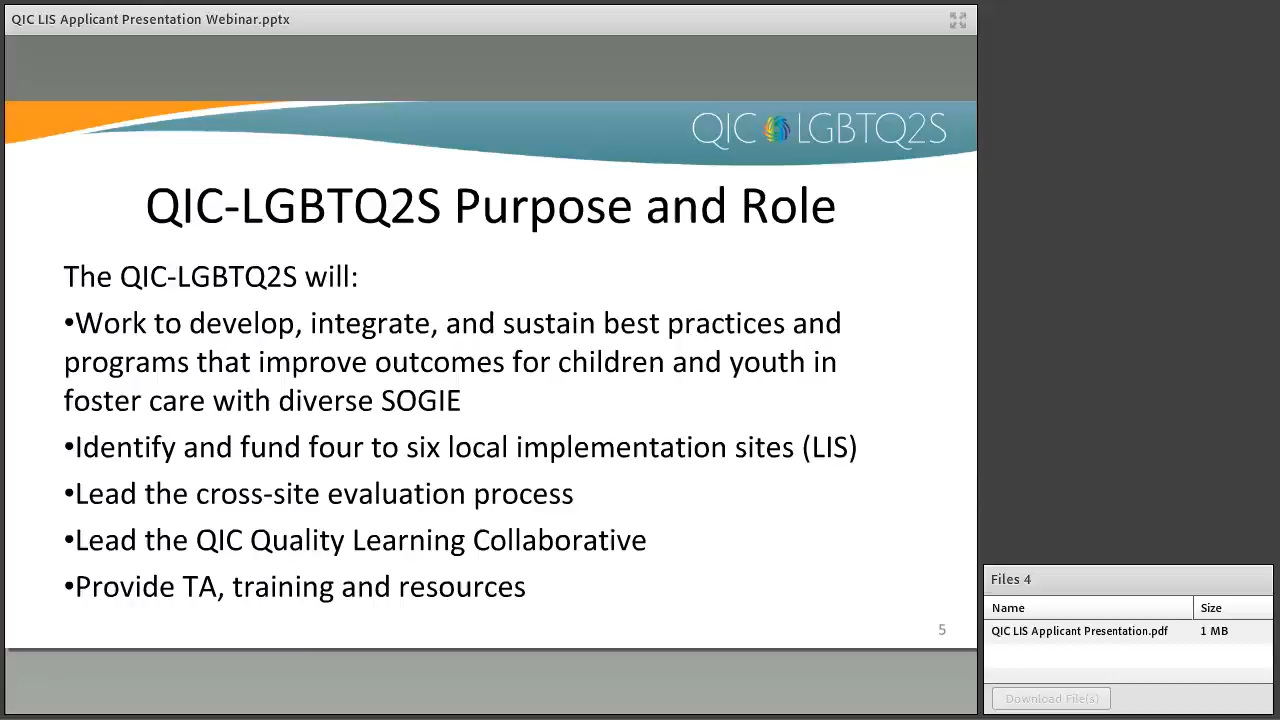 QIC LIS Applicant Presentation Webinar.pptx
QIC LGBTQ2S
QIC-LGBTQ2S Purpose and Role
The QIC-LGBTQ2S will:
•Work to develop, integrate, and sustain best practices and
programs that improve outcomes for children and youth in
foster care with diverse SOGIE
•Identify and fund four to six local implementation sites (LIS)
•Lead the cross-site evaluation process
•Lead the QIC Quality Learning Collaborative
•Provide TA, training and resources
5
Files 4
Name Size
QIC LIS Applicant Presentation.pdf 1 MB
Download File(s)